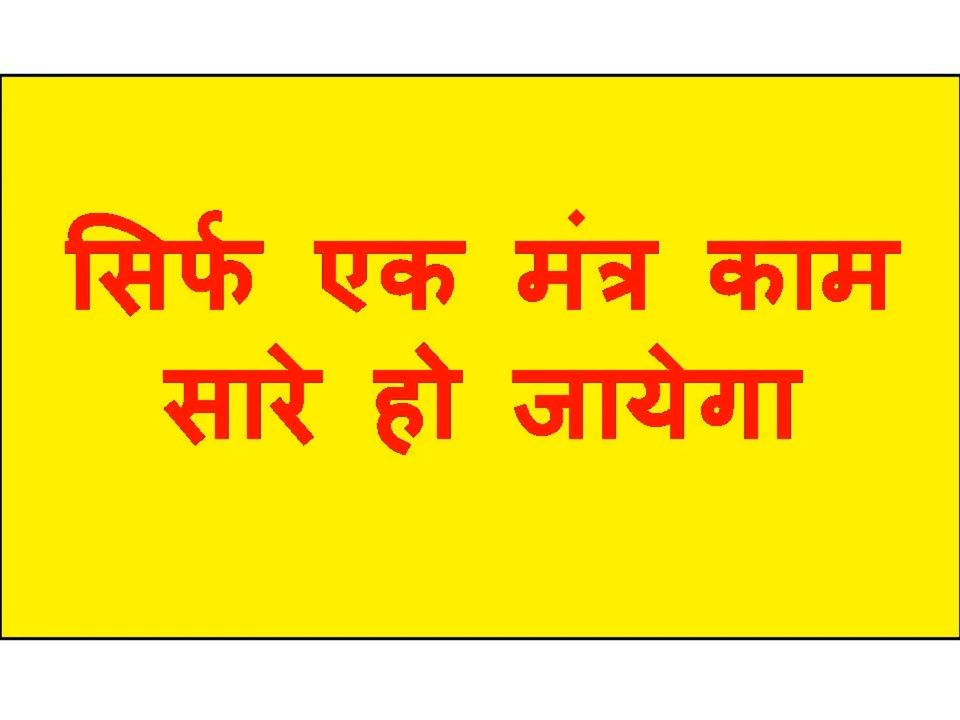 सिर्फ एक मंत्र काम
सारे हो जायेगा